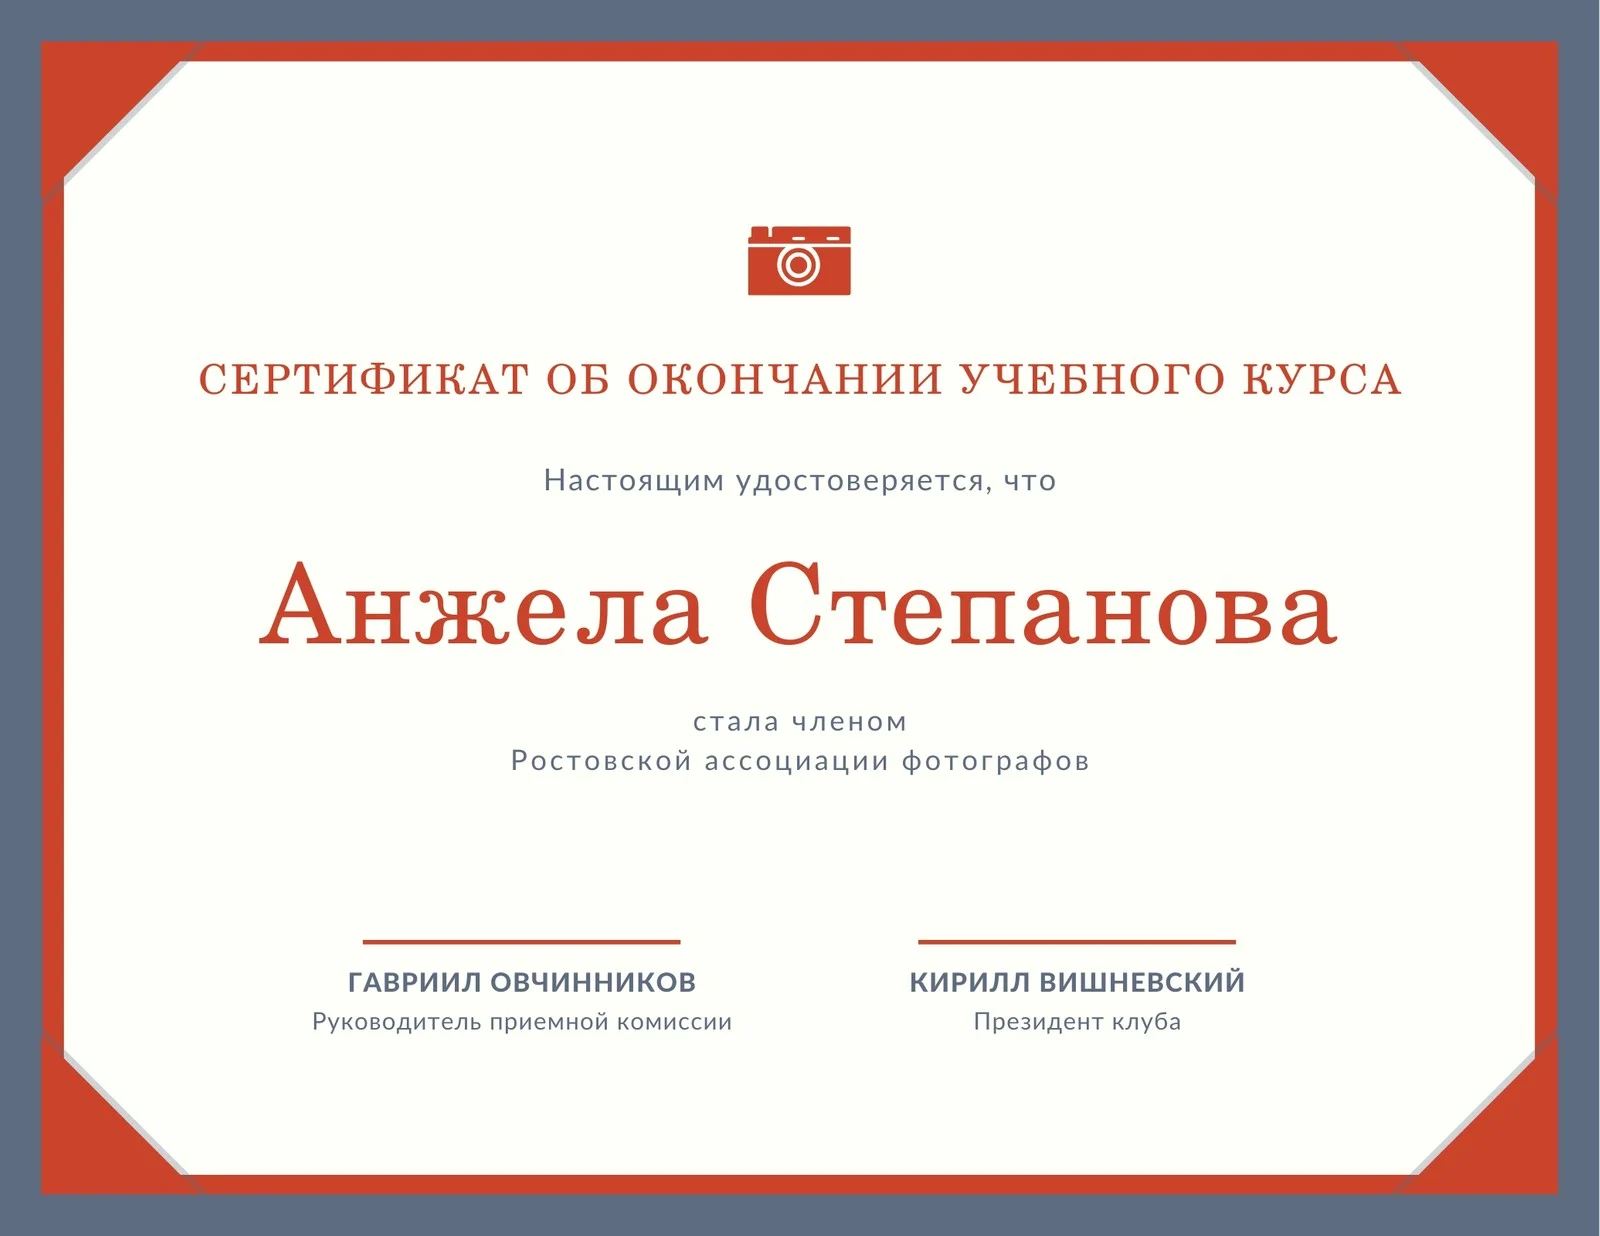 СЕРТИФИКАТ ОБ ОКОНЧАНИИ УЧЕБНОГО КУРСА
Настоящим удостоверяется, что
Анжела Степанова
стала членом
Ростовской ассоциации фотографов
ГАВРИИЛ ОВЧИННИКОВ
Руководитель приемной комиссии
КИРИЛЛ ВИШНЕВСКИЙ
Президент клуба